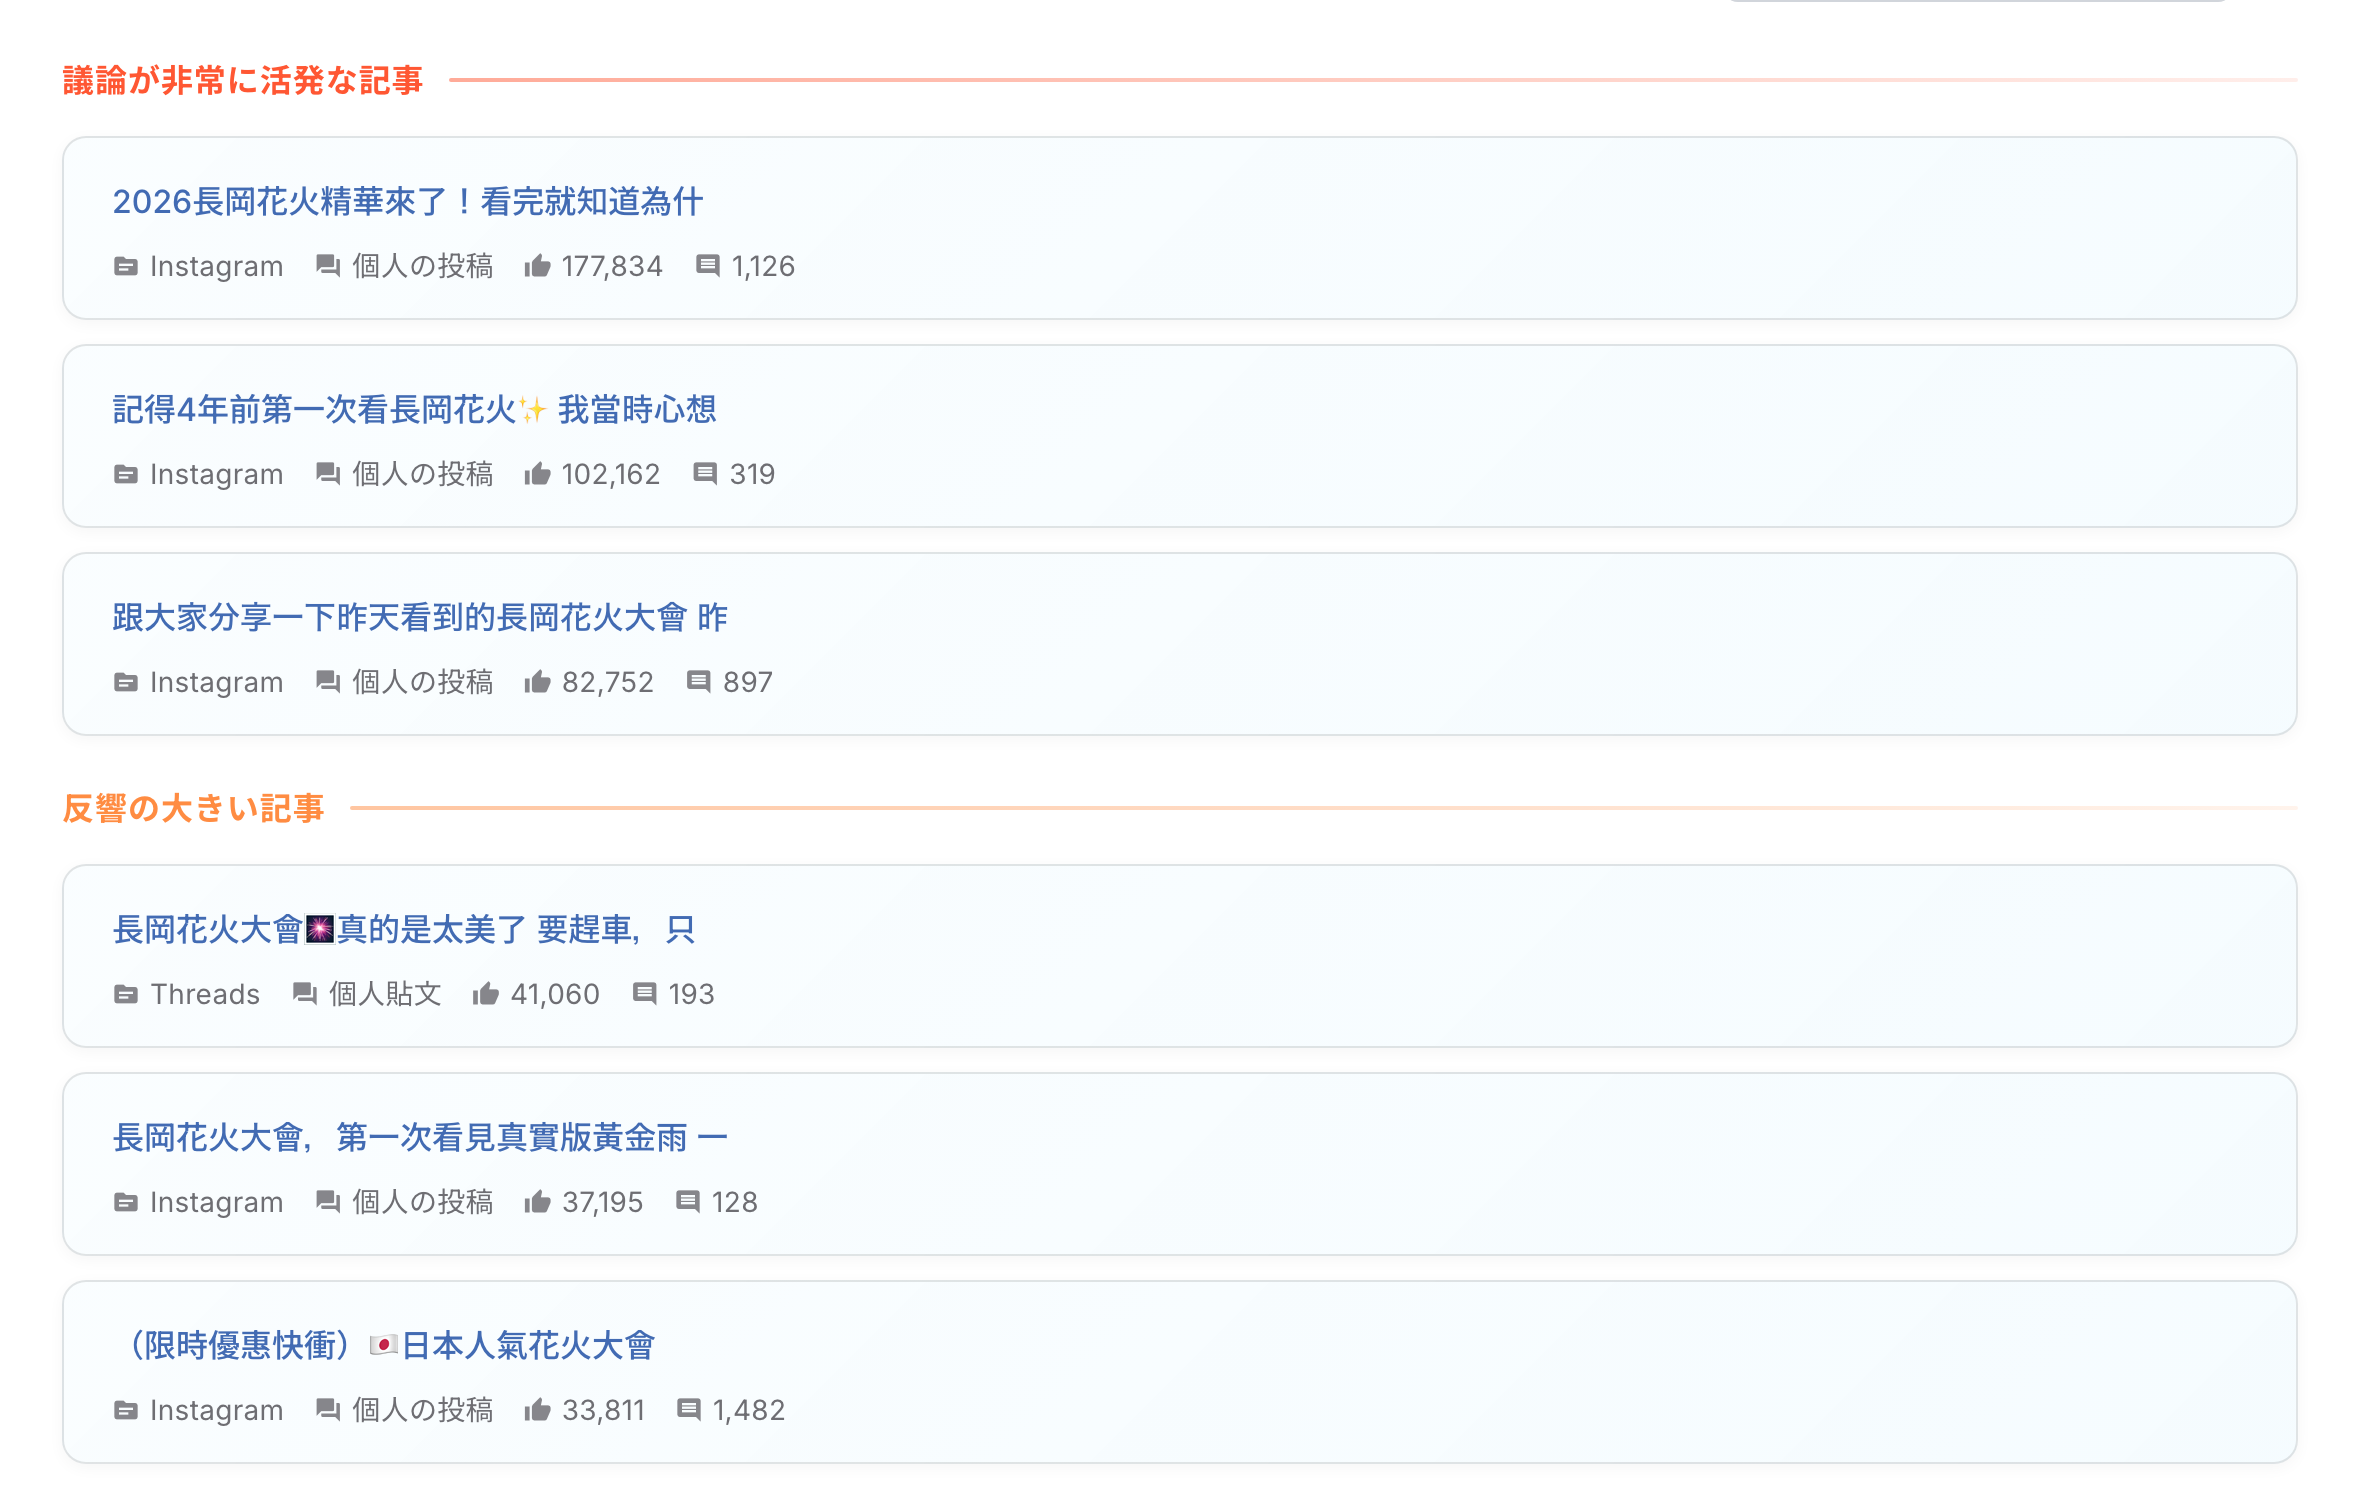 議論が非常に活発な記事
2026長岡花火精華來了！看完就知道為什
Instagram 個人の投稿 177,834 1,126
記得4年前第一次看長岡花火✨ 我當時心想
Instagram 個人の投稿 102,162 319
跟大家分享一下昨天看到的長岡花火大會 昨
Instagram 個人の投稿 82,752 897
反響の大きい記事
長岡花火大會🎆真的是太美了 要趕車，只
Threads 個人貼文 41,060 193
長岡花火大會，第一次看見真實版黃金雨 一
Instagram 個人の投稿 37,195 128
（限時優惠快衝）🇯🇵日本人氣花火大會
Instagram 個人の投稿 33,811 1,482